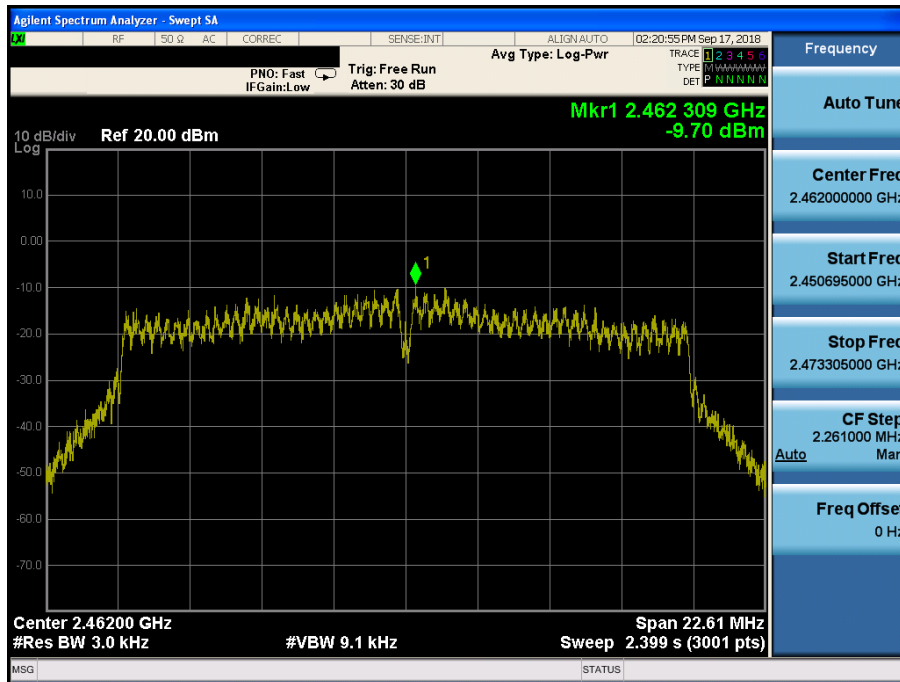 Agilent Spectrum Analyzer - Swept SA
LXI RF 50 Ω AC CORREC SENSE:INT ALIGN AUTO 02:20:55 PM Sep 17, 2018
Frequency
PNO: Fast
IFGain:Low
Trig: Free Run
Atten: 30 dB
Avg Type: Log-Pwr
TRACE 1 2 3 4 5 6
TYPE M W W W W W
DET P N N N N N
Auto Tune
Mkr1 2.462 309 GHz
-9.70 dBm
10 dB/div Ref 20.00 dBm
Log
10.0
0.00
-10.0
-20.0
-30.0
-40.0
-50.0
-60.0
-70.0
1
Center Freq
2.462000000 GHz
Start Freq
2.450695000 GHz
Stop Freq
2.473305000 GHz
CF Step
2.261000 MHz
Auto Man
Freq Offset
0 Hz
Center 2.46200 GHz Span 22.61 MHz
#Res BW 3.0 kHz #VBW 9.1 kHz Sweep 2.399 s (3001 pts)
MSG STATUS